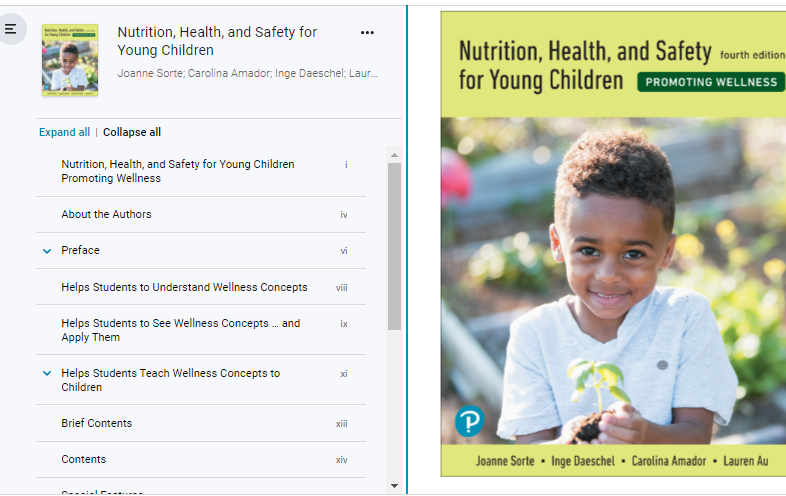 Nutrition, Health, and Safety for
Young Children
Joanne Sorte; Carolina Amador; Inge Daeschel; Laur...
Expand all | Collapse all
Nutrition, Health, and Safety for Young Children
Promoting Wellness
i
About the Authors
iv
Preface
vi
Helps Students to Understand Wellness Concepts
viii
Helps Students to See Wellness Concepts ... and
Apply Them
ix
Helps Students Teach Wellness Concepts to
Children
xi
Brief Contents
xiii
Contents
xiv
Special Features
Nutrition, Health, and Safety fourth edition
for Young Children PROMOTING WELLNESS
P
Joanne Sorte • Inge Daeschel • Carolina Amador • Lauren Au